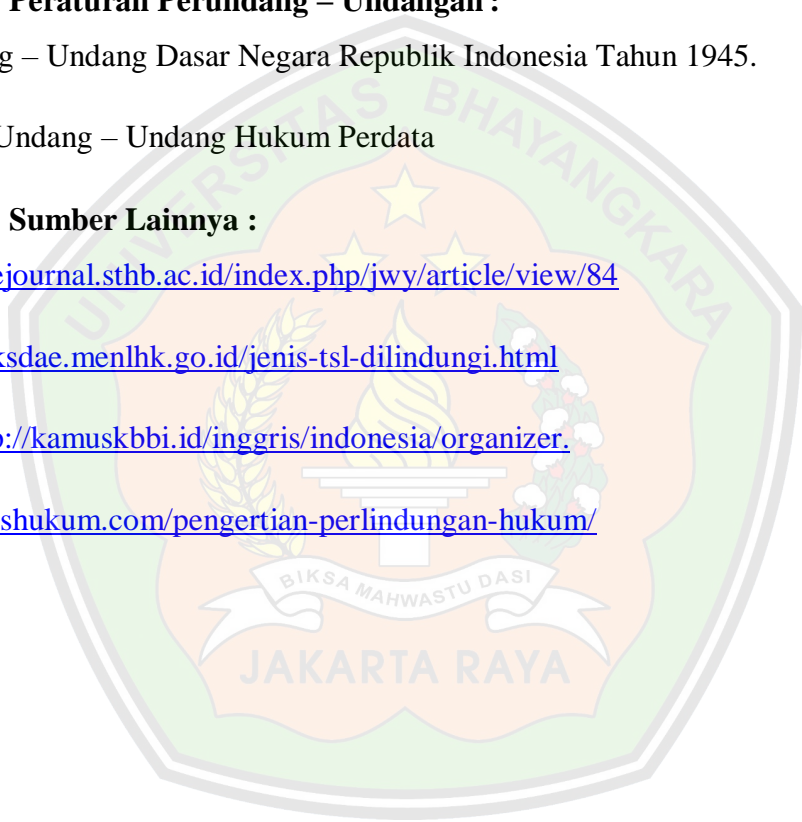 Peraturan Perundang – Undangan :
g – Undang Dasar Negara Republik Indonesia Tahun 1945.
Undang – Undang Hukum Perdata
Sumber Lainnya :
ejournal.sthb.ac.id/index.php/jwy/article/view/84
ksdae.menlhk.go.id/jenis-tsl-dilindungi.html
://kamuskbbi.id/inggris/indonesia/organizer.
shukum.com/pengertian-perlindungan-hukum/
UNIVERSITAS BHAYANGKARA
BIKSA MAHWASTU DASI
JAKARTA RAYA